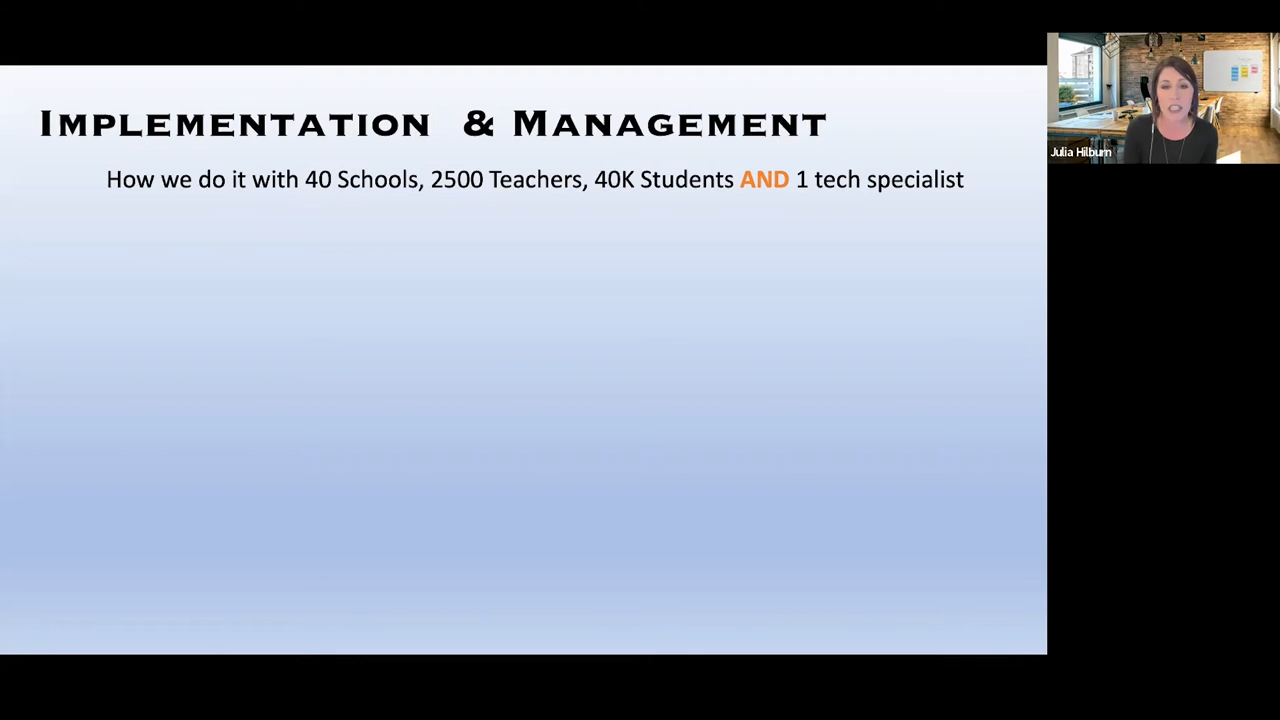 IMPLEMENTATION & MANAGEMENT
How we do it with 40 Schools, 2500 Teachers, 40K Students AND 1 tech specialist
Julia Hilburn